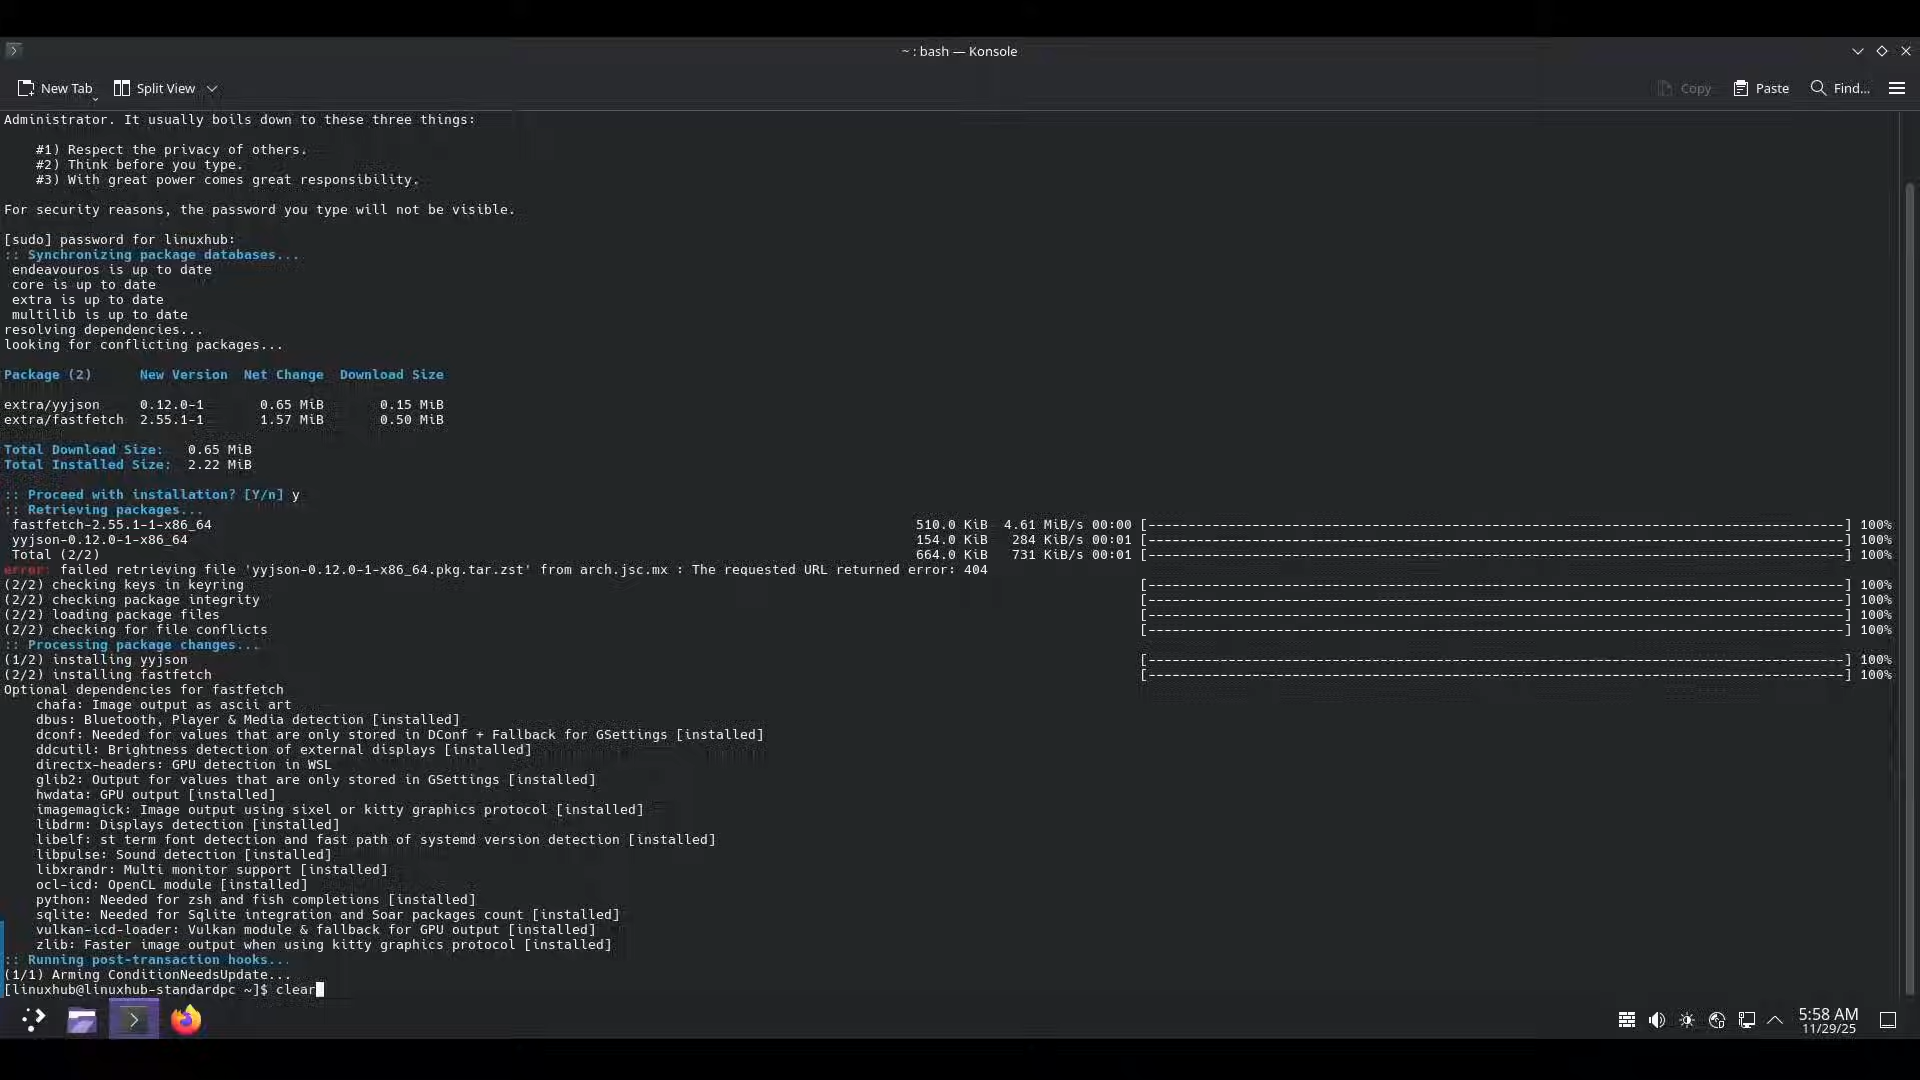 ~ : bash — Konsole
New Tab
Split View
Copy
Paste
Find...
Administrator. It usually boils down to these three things:
#1) Respect the privacy of others.
#2) Think before you type.
#3) With great power comes great responsibility.
For security reasons, the password you type will not be visible.
[sudo] password for linuxhub:
:: Synchronizing package databases...
endeavouros is up to date
core is up to date
extra is up to date
multilib is up to date
resolving dependencies...
looking for conflicting packages...
Package (2) New Version Net Change Download Size
extra/yyjson 0.12.0-1 0.65 MiB 0.15 MiB
extra/fastfetch 2.55.1-1 1.57 MiB 0.50 MiB
Total Download Size: 0.65 MiB
Total Installed Size: 2.22 MiB
:: Proceed with installation? [Y/n] y
:: Retrieving packages...
fastfetch-2.55.1-1-x86_64 510.0 KiB 4.61 MiB/s 00:00 [----------------------------------------------------------------------------------------] 100%
yyjson-0.12.0-1-x86_64 154.0 KiB 284 KiB/s 00:01 [----------------------------------------------------------------------------------------] 100%
Total (2/2) 664.0 KiB 731 KiB/s 00:01 [----------------------------------------------------------------------------------------] 100%
error: failed retrieving file 'yyjson-0.12.0-1-x86_64.pkg.tar.zst' from arch.jsc.mx : The requested URL returned error: 404
(2/2) checking keys in keyring [----------------------------------------------------------------------------------------] 100%
(2/2) checking package integrity [----------------------------------------------------------------------------------------] 100%
(2/2) loading package files [----------------------------------------------------------------------------------------] 100%
(2/2) checking for file conflicts [----------------------------------------------------------------------------------------] 100%
:: Processing package changes...
(1/2) installing yyjson [----------------------------------------------------------------------------------------] 100%
(2/2) installing fastfetch [----------------------------------------------------------------------------------------] 100%
Optional dependencies for fastfetch
chafa: Image output as ascii art
dbus: Bluetooth, Player & Media detection [installed]
dconf: Needed for values that are only stored in DConf + Fallback for GSettings [installed]
ddcutil: Brightness detection of external displays [installed]
directx-headers: GPU detection in WSL
glib2: Output for values that are only stored in GSettings [installed]
hwdata: GPU output [installed]
imagemagick: Image output using sixel or kitty graphics protocol [installed]
libdrm: Displays detection [installed]
libelf: st term font detection and fast path of systemd version detection [installed]
libpulse: Sound detection [installed]
libxrandr: Multi monitor support [installed]
ocl-icd: OpenCL module [installed]
python: Needed for zsh and fish completions [installed]
sqlite: Needed for Sqlite integration and Soar packages count [installed]
vulkan-icd-loader: Vulkan module & fallback for GPU output [installed]
zlib: Faster image output when using kitty graphics protocol [installed]
:: Running post-transaction hooks...
(1/1) Arming ConditionNeedsUpdate...
[linuxhub@linuxhub-standardpc ~]$ clear
5:58 AM
11/29/25